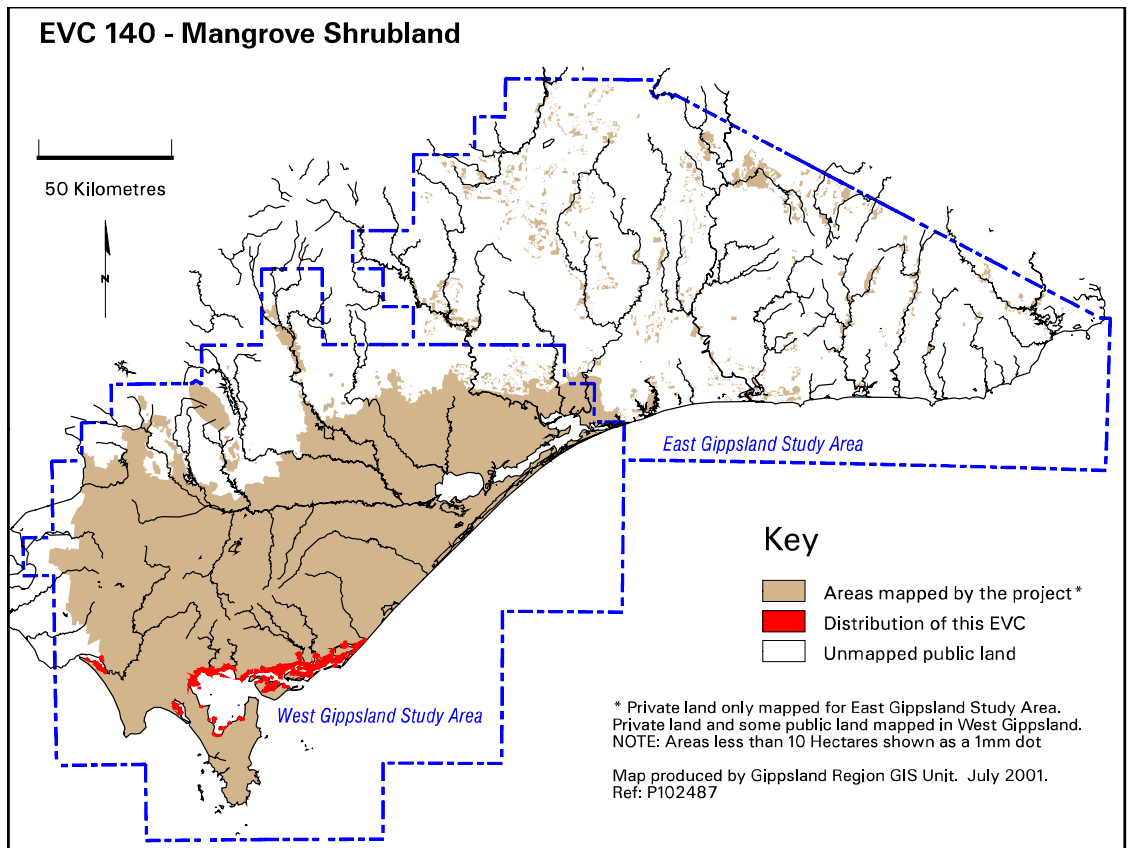 EVC 140 - Mangrove Shrubland
50 Kilometres
N
East Gippsland Study Area
West Gippsland Study Area
Key
Areas mapped by the project*
Distribution of this EVC
Unmapped public land
* Private land only mapped for East Gippsland Study Area.
Private land and some public land mapped in West Gippsland.
NOTE: Areas less than 10 Hectares shown as a 1mm dot
Map produced by Gippsland Region GIS Unit. July 2001.
Ref: P102487